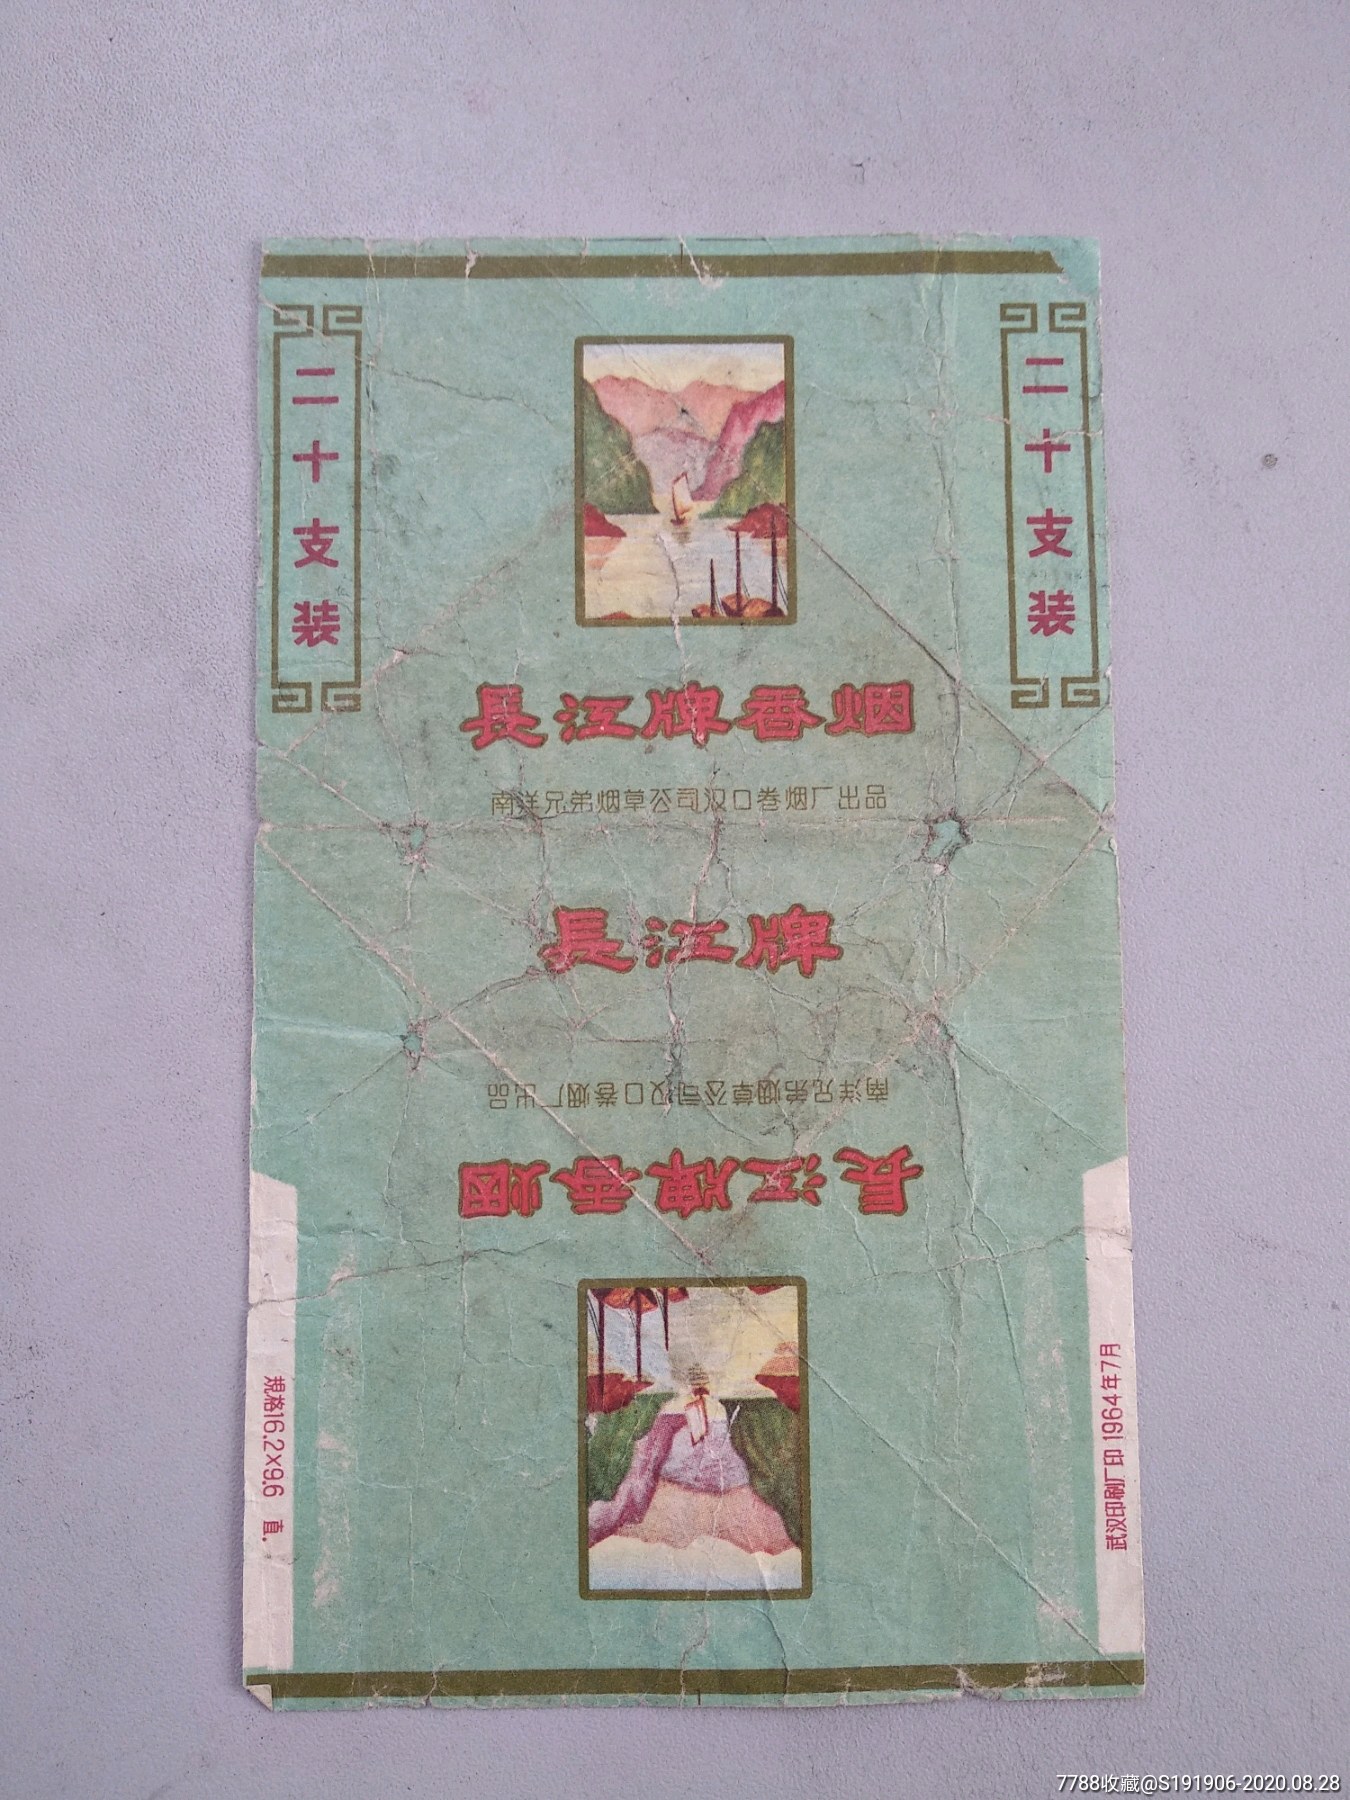 二十支装
二十支装
長江牌香烟
南洋兄弟烟草公司汉口卷烟厂出品
長江牌
南洋兄弟烟草公司汉口卷烟厂出品
長江牌香烟
規格16.2×9.6 直.
武汉印刷厂印 1964年7月
7788收藏@S191906-2020.08.28